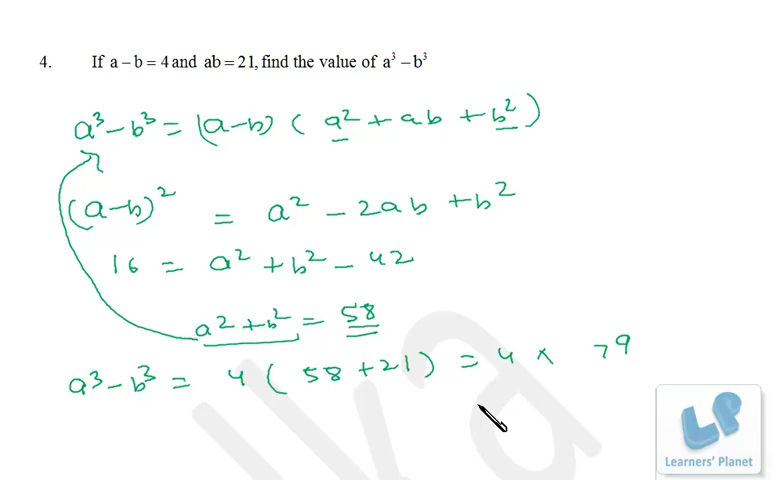 4. If a – b = 4 and ab = 21, find the value of a³ – b³
a³ – b³ = (a–b) ( a² + ab + b² )
(a–b)² = a² – 2ab + b²
16 = a² + b² – 42
a² + b² = 58
a³ – b³ = 4 ( 58 + 21 ) = 4 × 79
LP
Learners' Planet